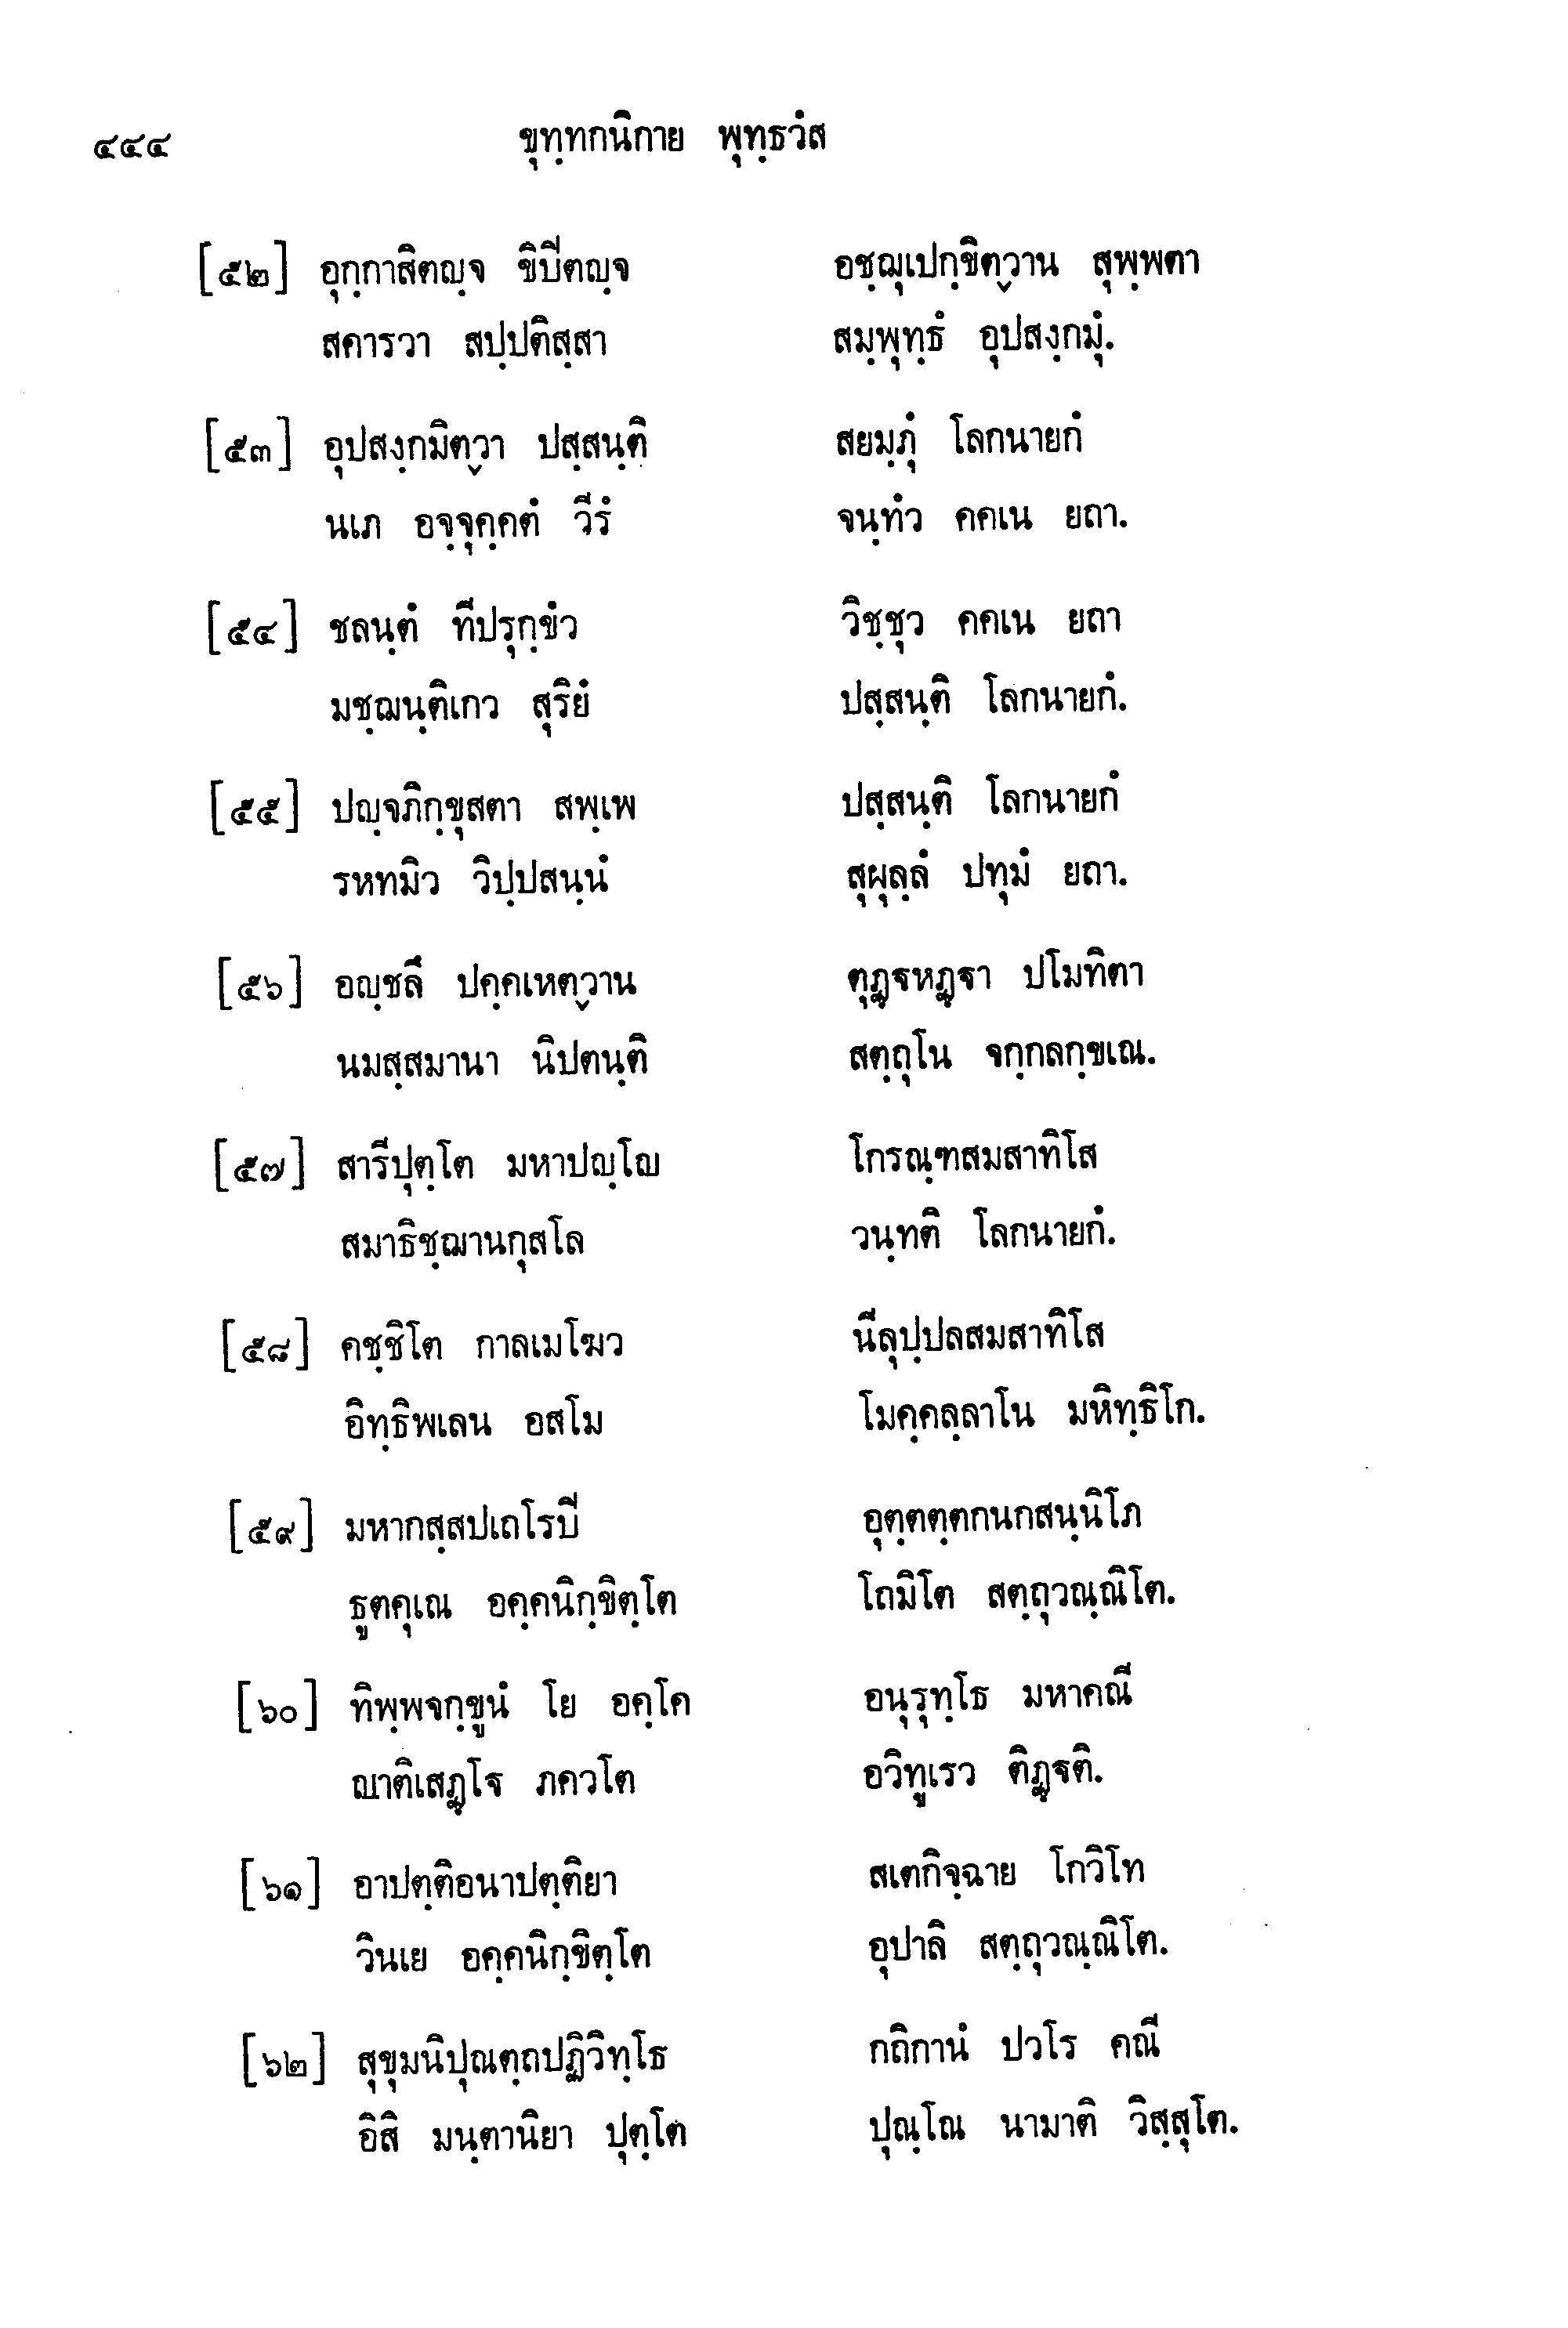 ๔๔๔ ขุทฺทกนิกาย พุทฺธวํส
[๕๒] อุกฺกาสิตญฺจ ขิปีตญฺจ อชฺฌุเปกฺขิตฺวาน สุพฺพตา
สคารวา สปฺปติสฺสา สมฺพุทฺธํ อุปสงฺกมุํ.
[๕๓] อุปสงฺกมิตฺวา ปสฺสนฺติ สยมฺภุํ โลกนายกํ
นเภ อจฺจุคฺคตํ วีรํ จนฺทํว คคเน ยถา.
[๕๔] ชลนฺตํ ทีปรุกฺขํว วิชฺชุว คคเน ยถา
มชฺฌนฺติเกว สุริยํ ปสฺสนฺติ โลกนายกํ.
[๕๕] ปญฺจภิกฺขุสตา สพฺเพ ปสฺสนฺติ โลกนายกํ
รหทมิว วิปฺปสนฺนํ สุผุลฺลํ ปทุมํ ยถา.
[๕๖] อญฺชลึ ปคฺคเหตฺวาน ตุฏฺฐหฏฺฐา ปโมทิตา
นมสฺสมานา นิปตนฺติ สตฺถุโน จกฺกลกฺขเณ.
[๕๗] สารีปุตฺโต มหาปญฺโญ โกรณฺฑสมสาทิโส
สมาธิชฺฌานกุสโล วนฺทติ โลกนายกํ.
[๕๘] คชฺชิโต กาลเมโฆว นีลุปฺปลสมสาทิโส
อิทฺธิพเลน อสโม โมคฺคลฺลาโน มหิทฺธิโก.
[๕๙] มหากสฺสปเถโรปี อุตฺตตฺตกนกสนฺนิโภ
ธูตคุเณ อคฺคนิกฺขิตฺโต โถมิโต สตฺถุวณฺณิโต.
[๖๐] ทิพฺพจกฺขูนํ โย อคฺโค อนุรุทฺโธ มหาคณี
ญาติเสฏฺโฐ ภควโต อวิทูเรว ติฏฺฐติ.
[๖๑] อาปตฺติอนาปตฺติยา สเตกิจฺฉาย โกวิโท
วินเย อคฺคนิกฺขิตฺโต อุปาลิ สตฺถุวณฺณิโต.
[๖๒] สุขุมนิปุณตฺถปฏิวิทฺโธ กถิกานํ ปวโร คณี
อิสิ มนฺตานิยา ปุตฺโต ปุณฺโณ นามาติ วิสฺสุโต.